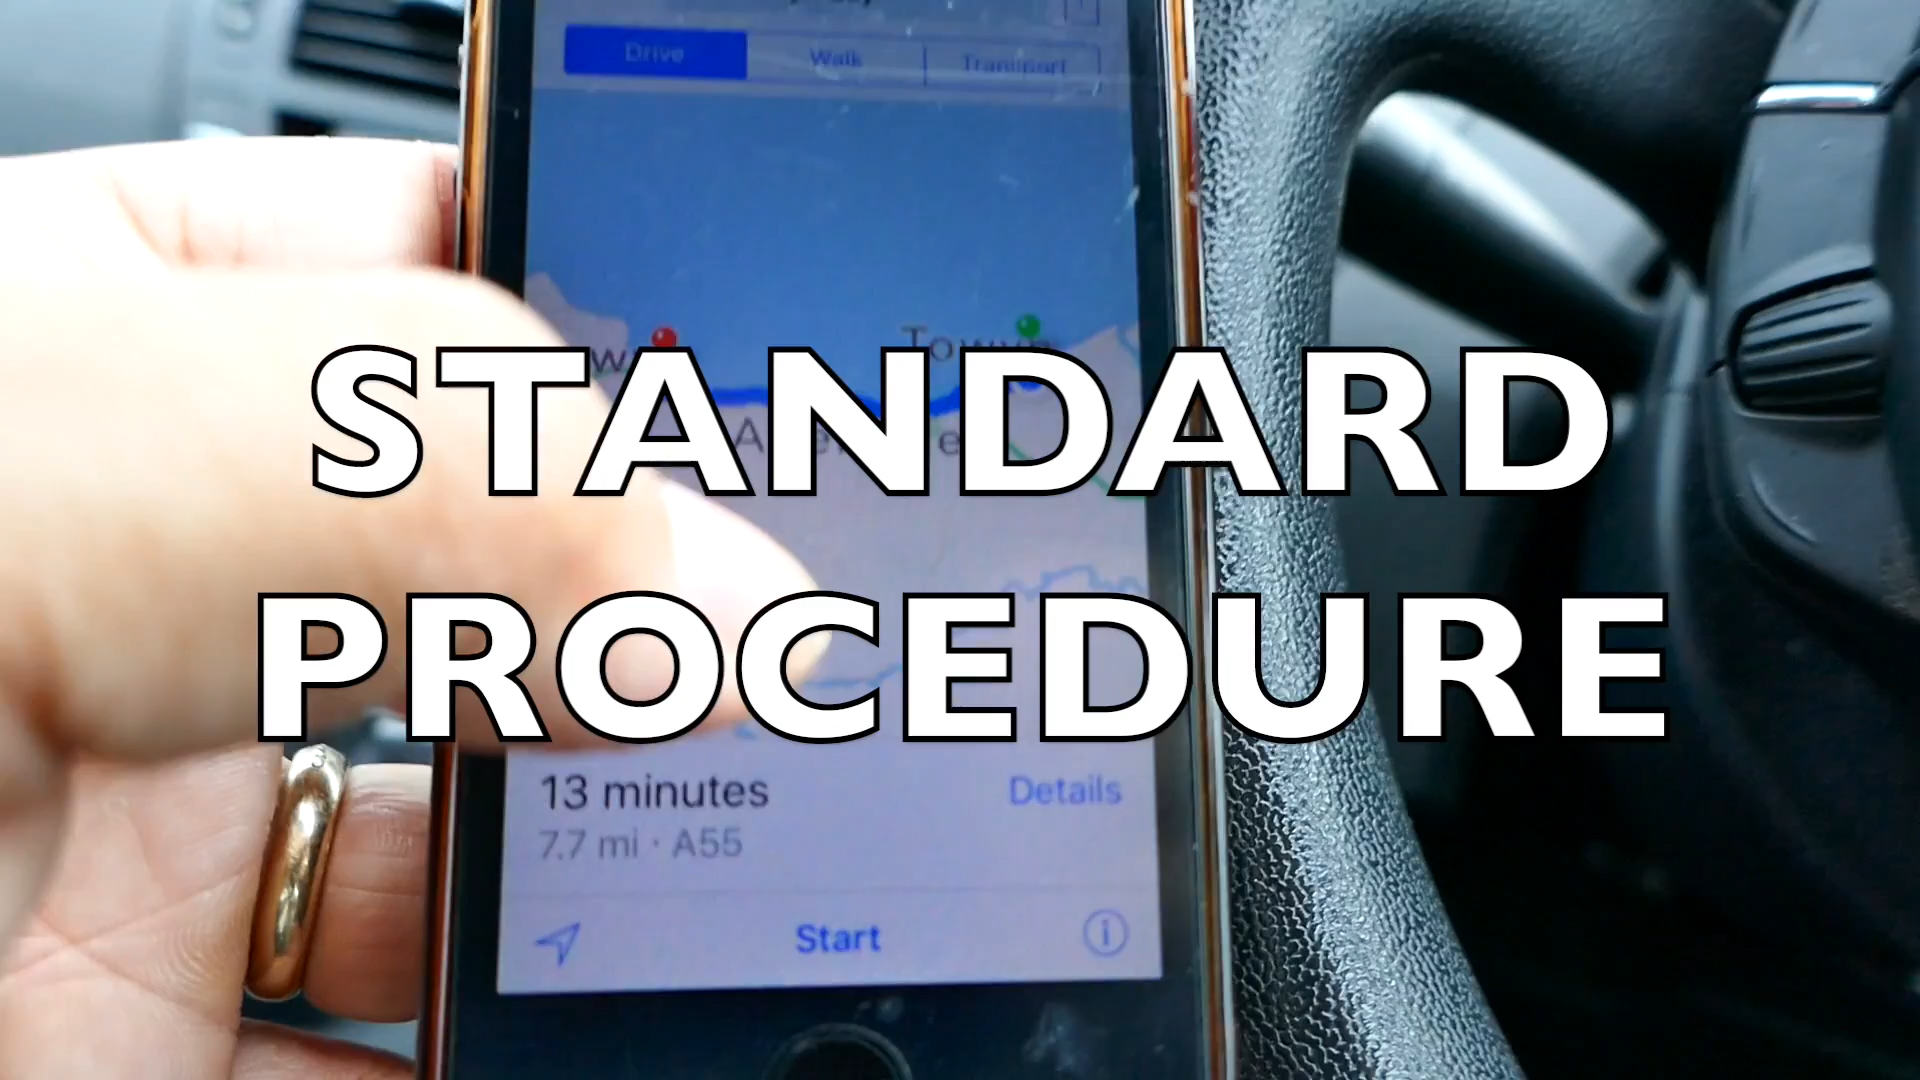 Drive Walk Transport
STANDARD
PROCEDURE
13 minutes Details
7.7 mi · A55
Start